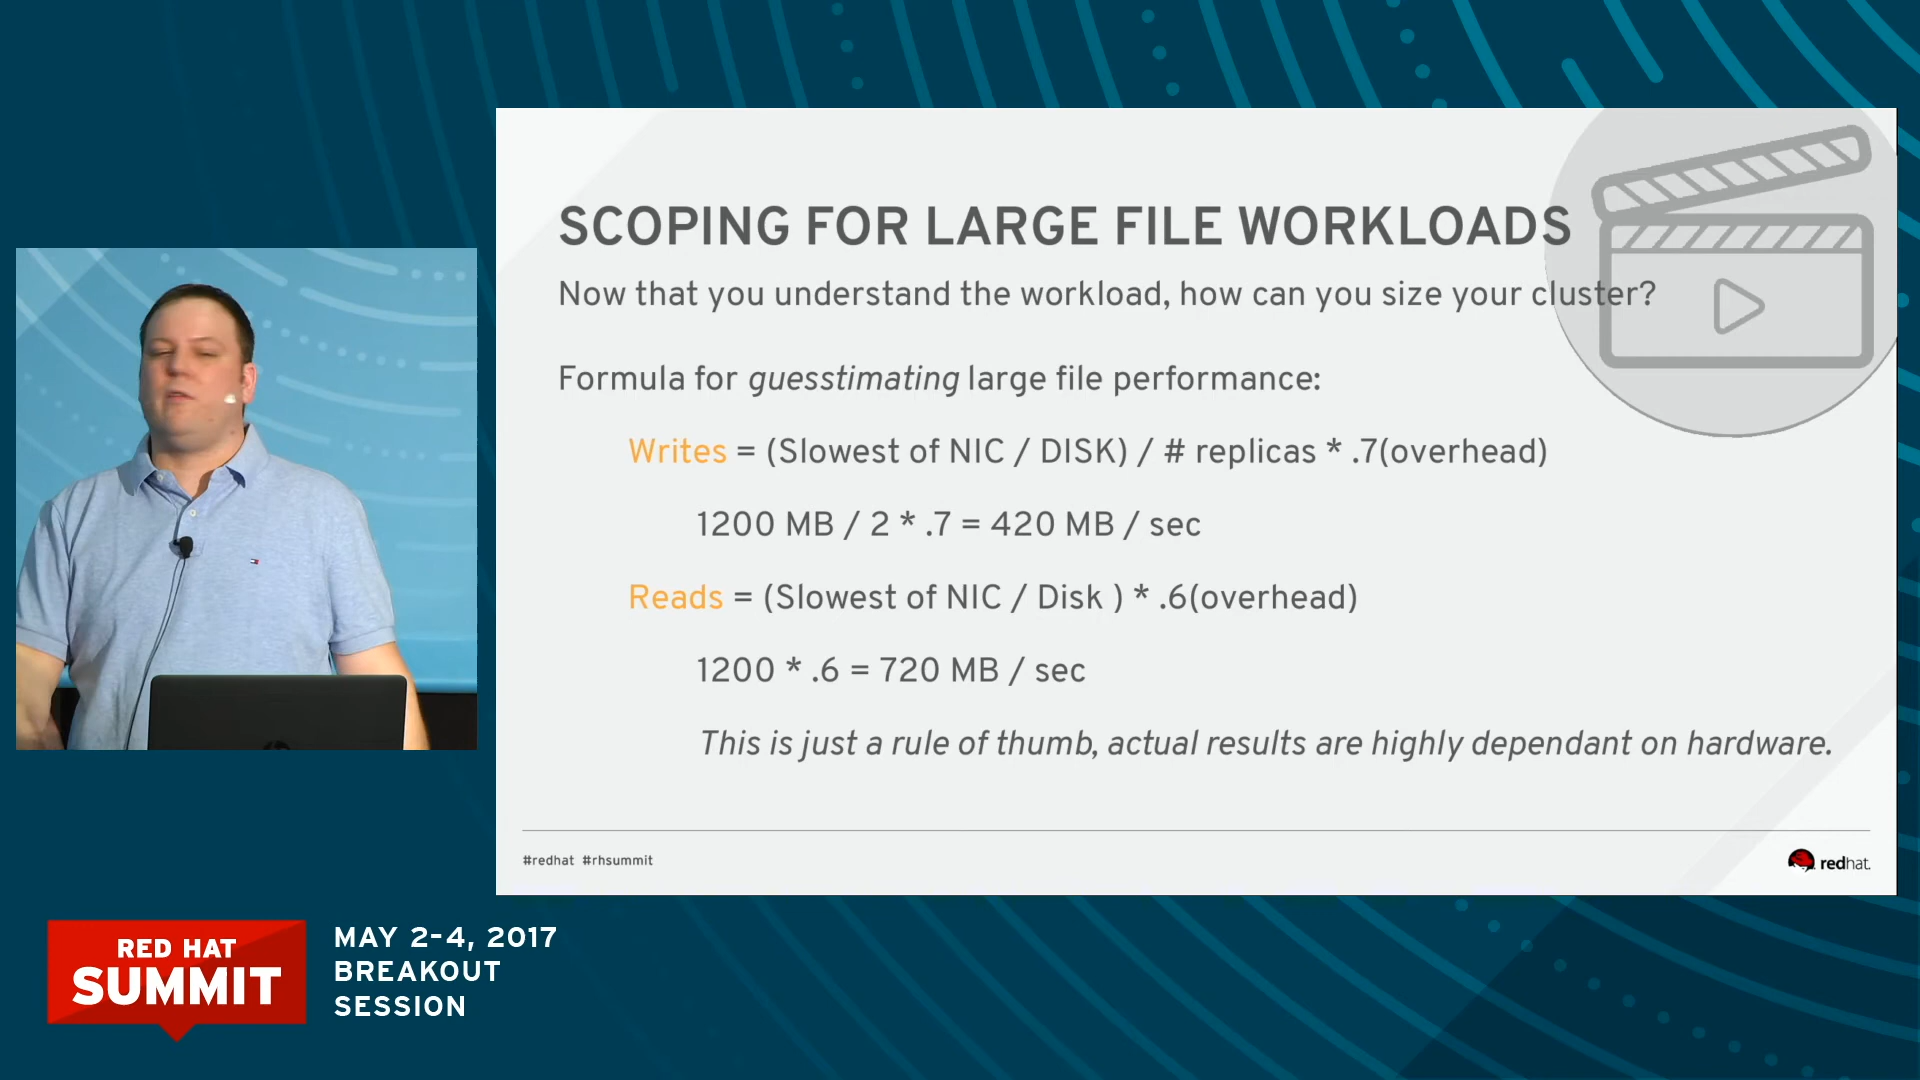 SCOPING FOR LARGE FILE WORKLOADS
Now that you understand the workload, how can you size your cluster?
Formula for guesstimating large file performance:
Writes = (Slowest of NIC / DISK) / # replicas * .7(overhead)
1200 MB / 2 * .7 = 420 MB / sec
Reads = (Slowest of NIC / Disk ) * .6(overhead)
1200 * .6 = 720 MB / sec
This is just a rule of thumb, actual results are highly dependant on hardware.
#redhat #rhsummit
redhat.
RED HAT
SUMMIT
MAY 2-4, 2017
BREAKOUT
SESSION